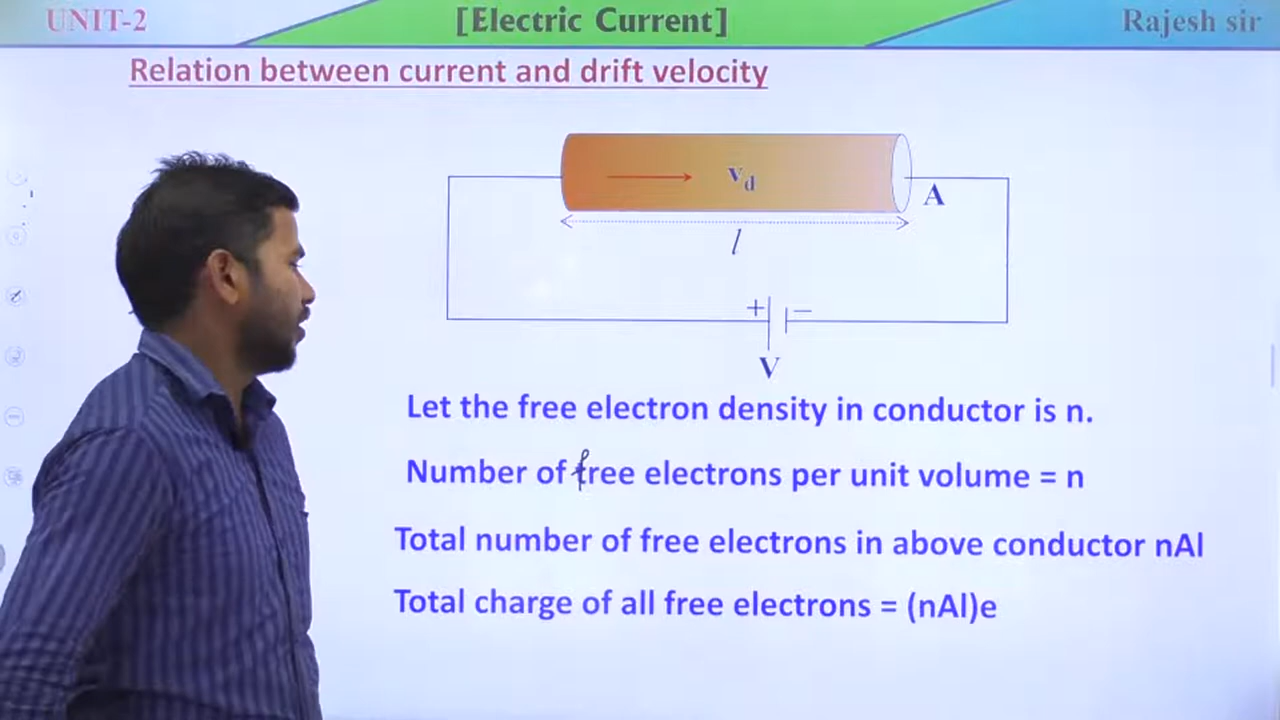 UNIT-2 [Electric Current] Rajesh sir
Relation between current and drift velocity
vd
A
l
+ −
V
Let the free electron density in conductor is n.
Number of free electrons per unit volume = n
Total number of free electrons in above conductor nAl
Total charge of all free electrons = (nAl)e